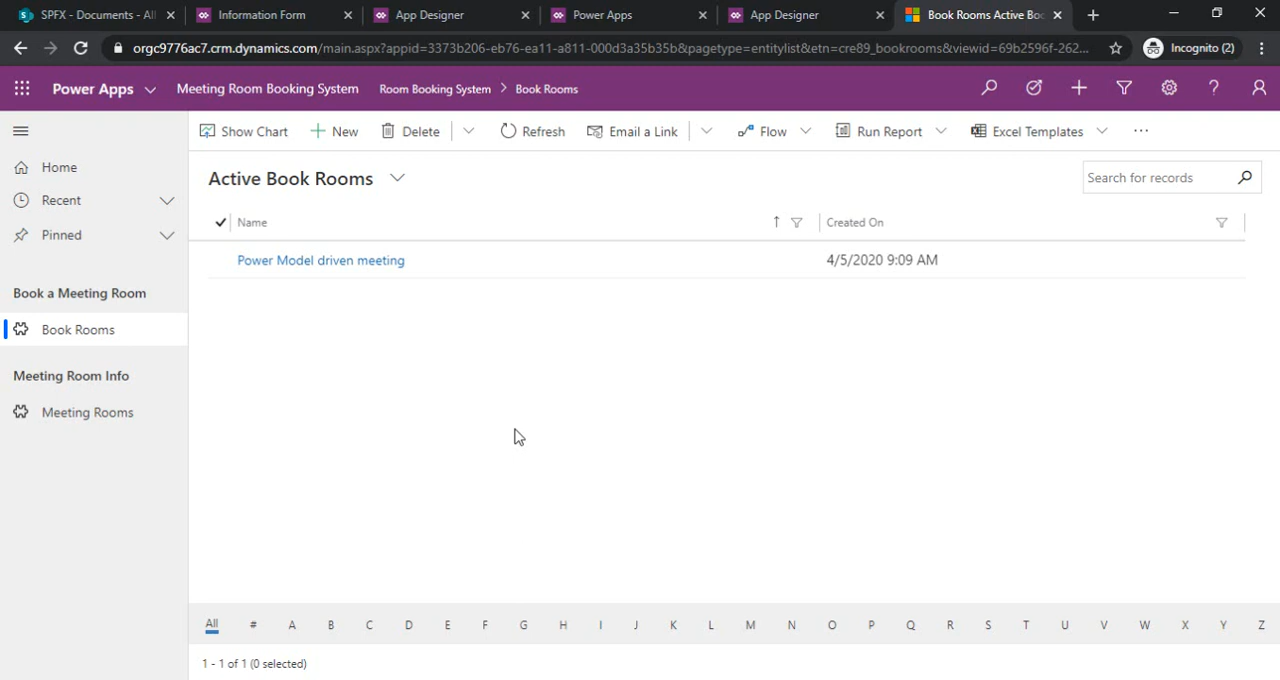 SPFX - Documents - All
Information Form
App Designer
Power Apps
App Designer
Book Rooms Active Boo
orgc9776ac7.crm.dynamics.com/main.aspx?appid=3373b206-eb76-ea11-a811-000d3a35b35b&pagetype=entitylist&etn=cre89_bookrooms&viewid=69b2596f-262...
Incognito (2)
Power Apps
Meeting Room Booking System
Room Booking System > Book Rooms
Show Chart
New
Delete
Refresh
Email a Link
Flow
Run Report
Excel Templates
...
Home
Recent
Pinned
Book a Meeting Room
Book Rooms
Meeting Room Info
Meeting Rooms
Active Book Rooms
Search for records
Name
Created On
Power Model driven meeting
4/5/2020 9:09 AM
All # A B C D E F G H I J K L M N O P Q R S T U V W X Y Z
1 - 1 of 1 (0 selected)